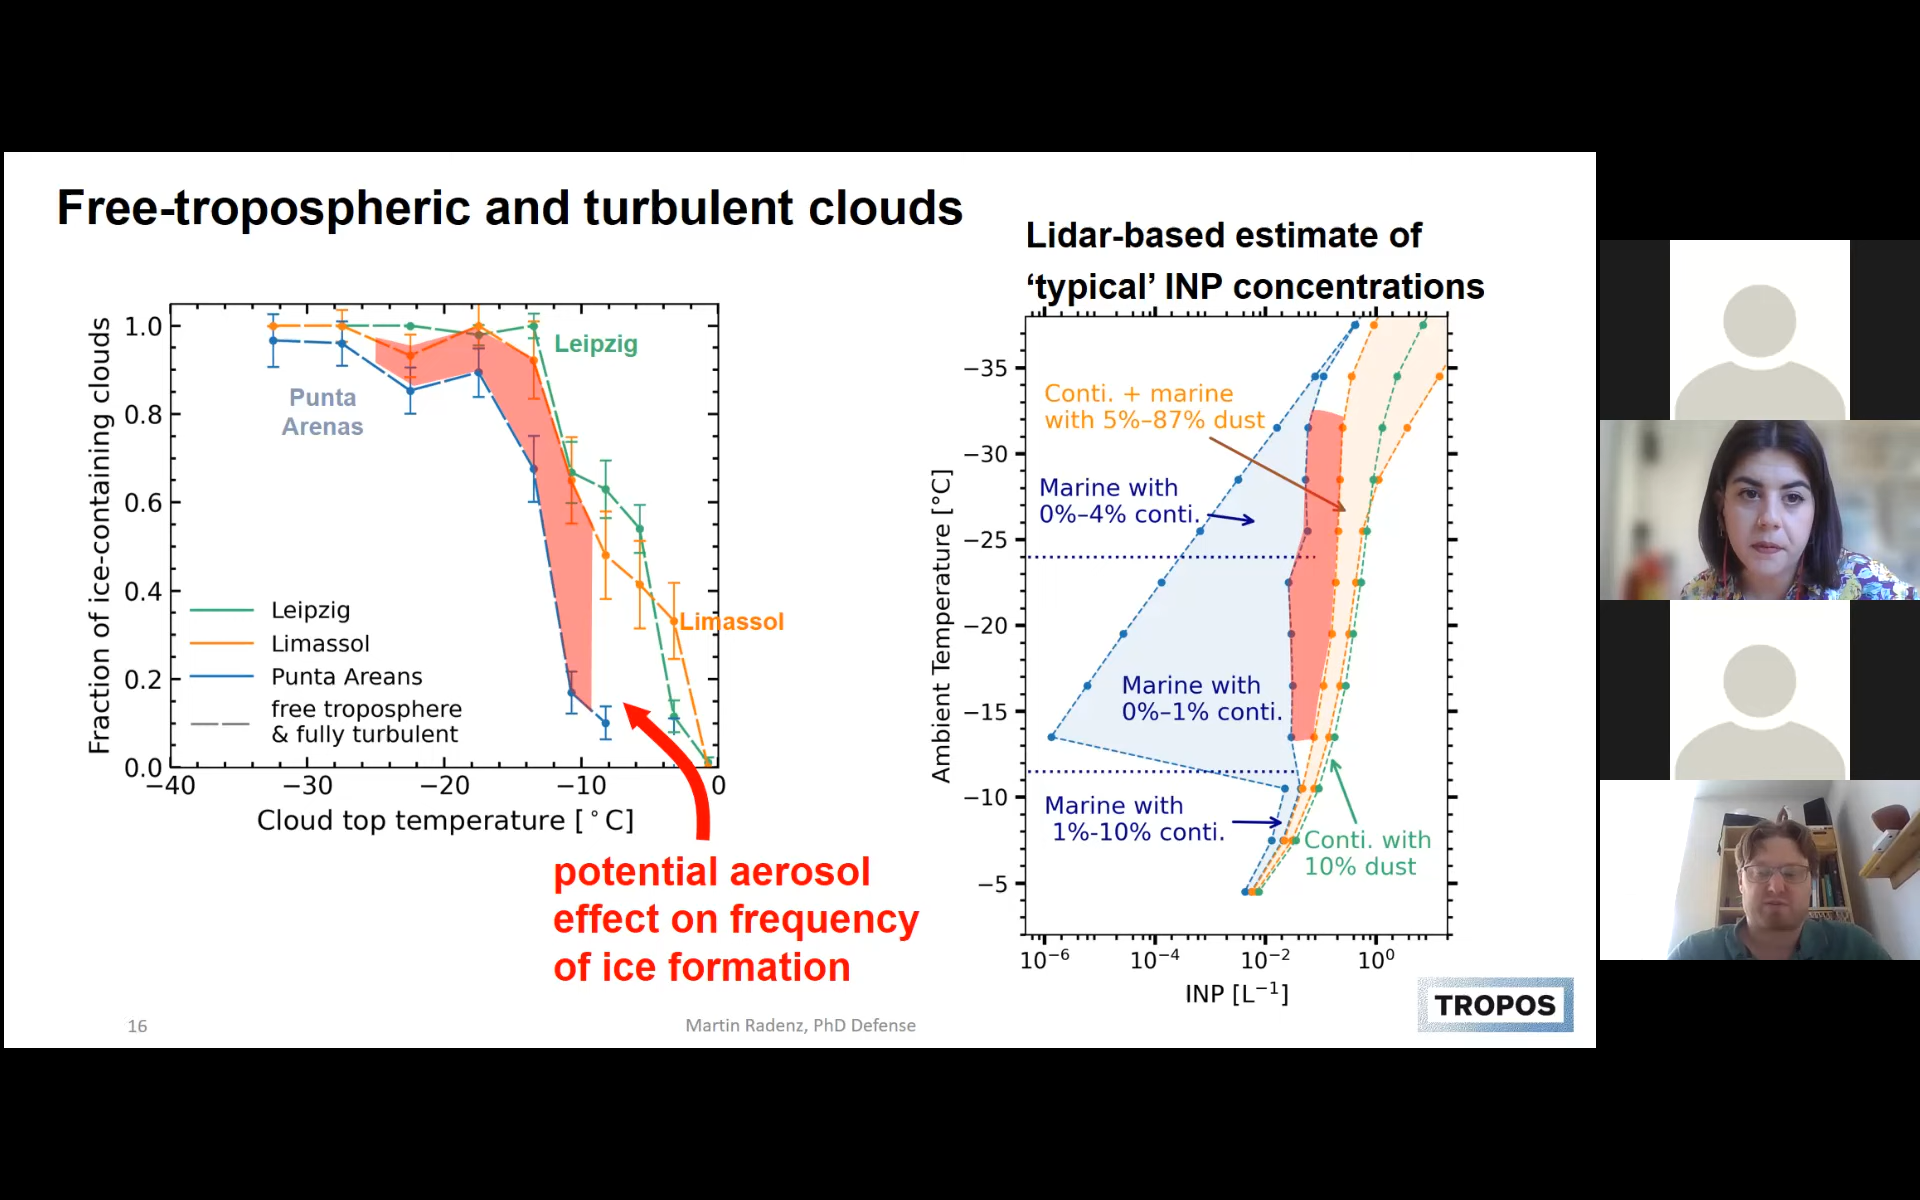 Free-tropospheric and turbulent clouds
Lidar-based estimate of
‘typical’ INP concentrations
Fraction of ice-containing clouds
1.0
0.8
0.6
0.4
0.2
0.0
−40
−30
−20
−10
0
Cloud top temperature [°C]
Leipzig
Punta
Arenas
Limassol
Leipzig
Limassol
Punta Areans
free troposphere
& fully turbulent
potential aerosol
effect on frequency
of ice formation
Ambient Temperature [°C]
−35
−30
−25
−20
−15
−10
−5
Conti. + marine
with 5%–87% dust
Marine with
0%–4% conti.
Marine with
0%–1% conti.
Marine with
1%-10% conti.
Conti. with
10% dust
10⁻⁶
10⁻⁴
10⁻²
10⁰
INP [L⁻¹]
16
Martin Radenz, PhD Defense
TROPOS